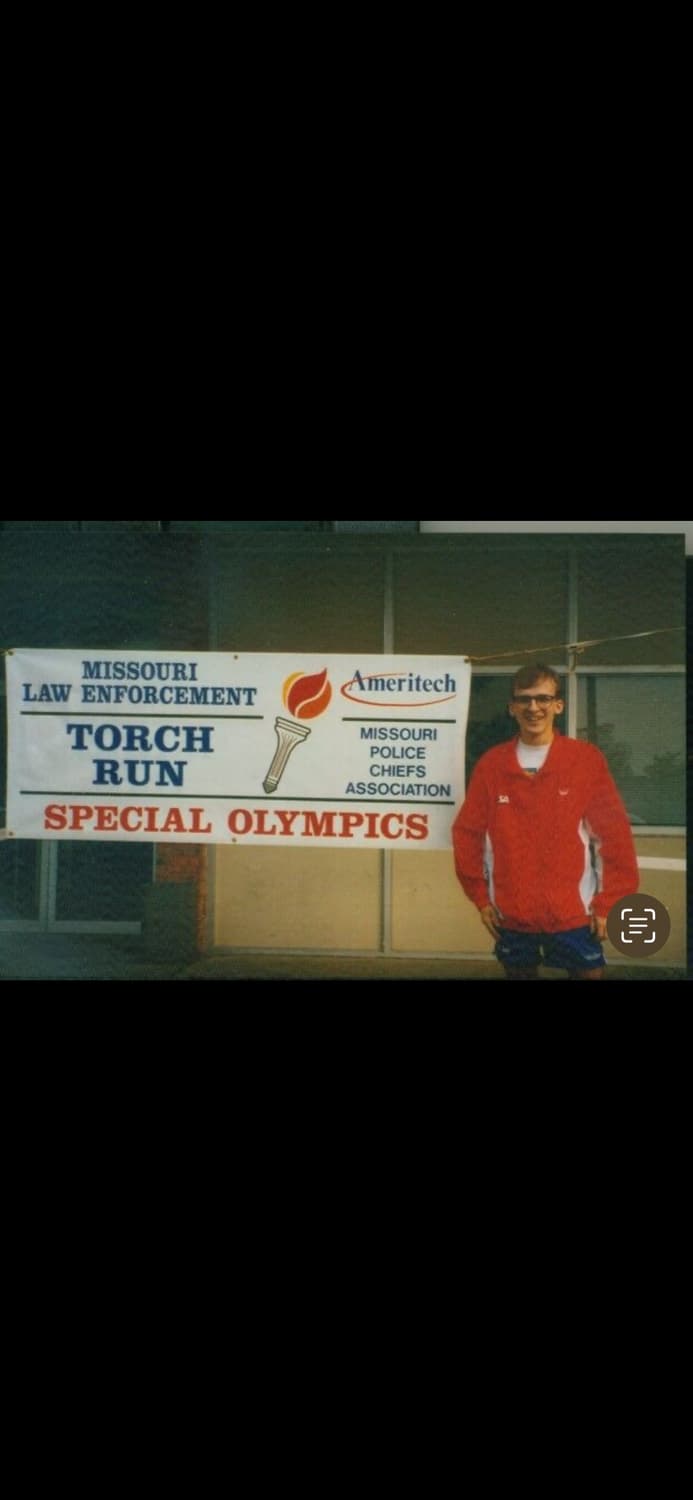 MISSOURI
LAW ENFORCEMENT
TORCH
RUN
Ameritech
MISSOURI
POLICE
CHIEFS
ASSOCIATION
SPECIAL OLYMPICS